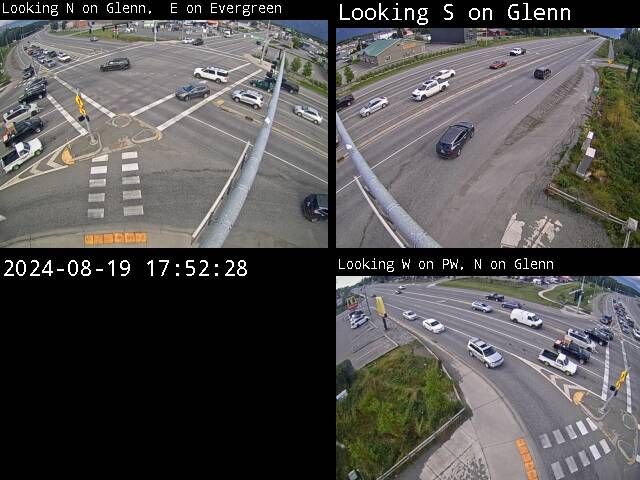 Looking N on Glenn, E on Evergreen
Looking S on Glenn
2024-08-19 17:52:28
Looking W on PW, N on Glenn